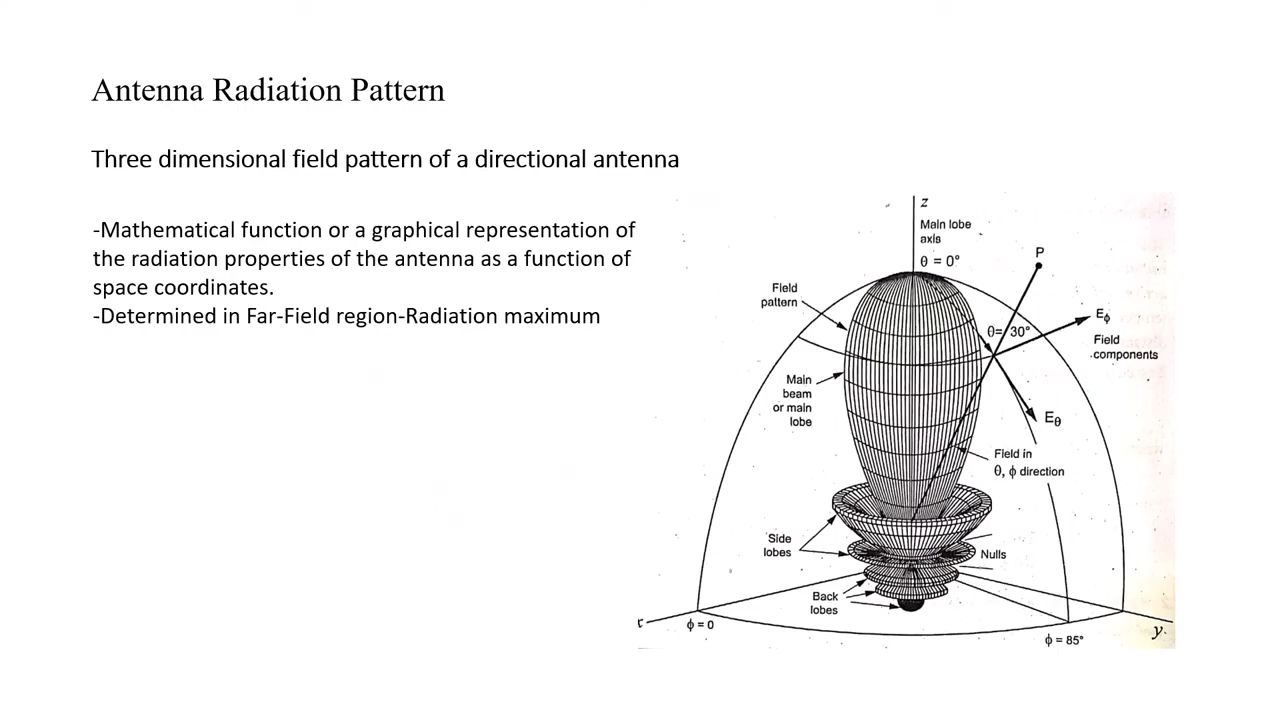 Antenna Radiation Pattern
Three dimensional field pattern of a directional antenna
-Mathematical function or a graphical representation of
the radiation properties of the antenna as a function of
space coordinates.
-Determined in Far-Field region-Radiation maximum
z
Main lobe
axis
θ = 0°
P
Field
pattern
θ= 30°
Eϕ
Field
components
Main
beam
or main
lobe
Eθ
Field in
θ, ϕ direction
Side
lobes
Nulls
Back
lobes
ϕ = 0
y
ϕ = 85°